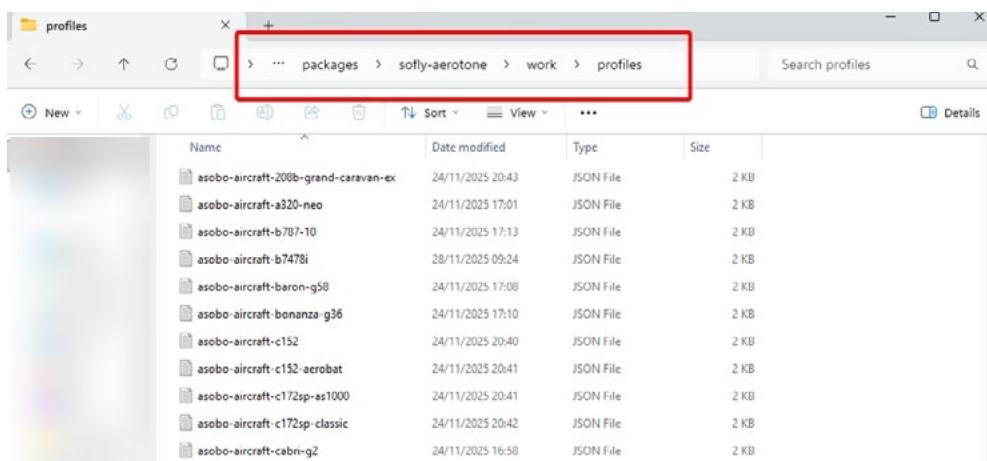 profiles
packages > sofly-aerotone > work > profiles
Search profiles
New
Sort
View
Details
Name Date modified Type Size
asobo-aircraft-208b-grand-caravan-ex 24/11/2025 20:43 JSON File 2 KB
asobo-aircraft-a320-neo 24/11/2025 17:01 JSON File 2 KB
asobo-aircraft-b787-10 24/11/2025 17:13 JSON File 2 KB
asobo-aircraft-b7478i 28/11/2025 09:24 JSON File 2 KB
asobo-aircraft-baron-g58 24/11/2025 17:08 JSON File 2 KB
asobo-aircraft-bonanza-g36 24/11/2025 17:10 JSON File 2 KB
asobo-aircraft-c152 24/11/2025 20:40 JSON File 2 KB
asobo-aircraft-c152-aerobat 24/11/2025 20:41 JSON File 2 KB
asobo-aircraft-c172sp-as1000 24/11/2025 20:41 JSON File 2 KB
asobo-aircraft-c172sp-classic 24/11/2025 20:42 JSON File 2 KB
asobo-aircraft-cabri-g2 24/11/2025 16:58 JSON File 2 KB